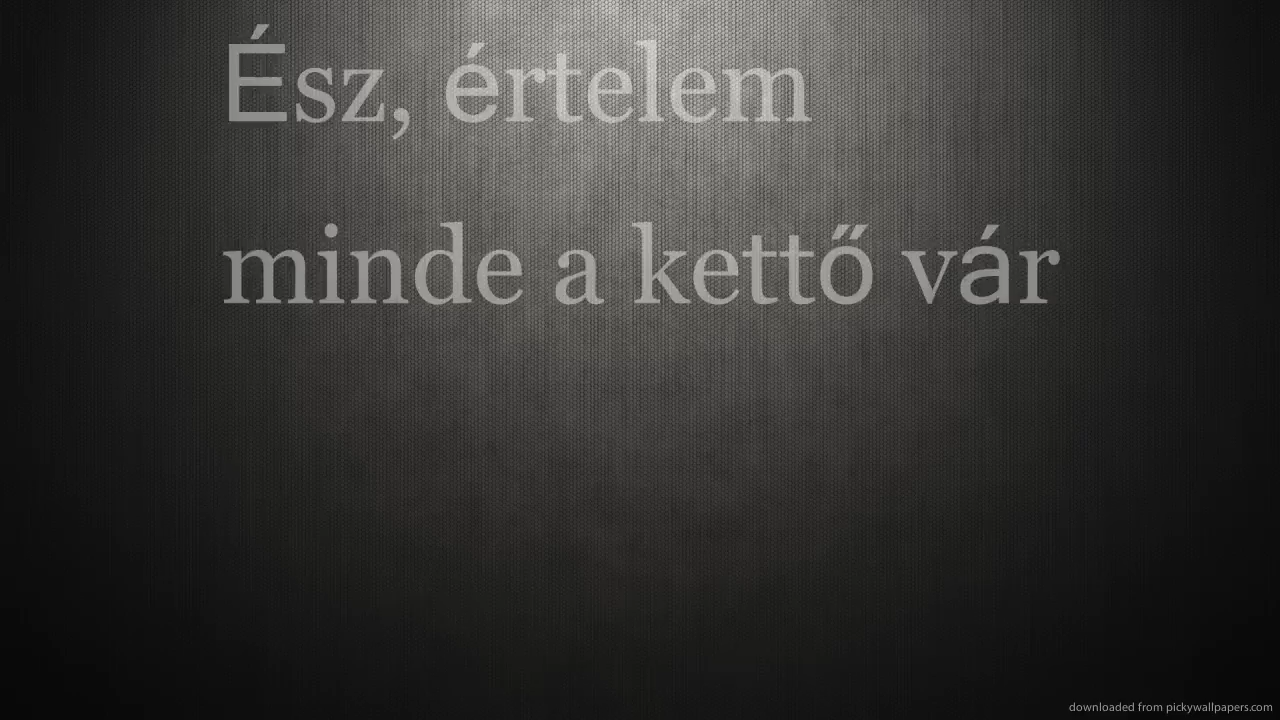 Ész, értelem
minde a kettő vár
downloaded from pickywallpapers.com